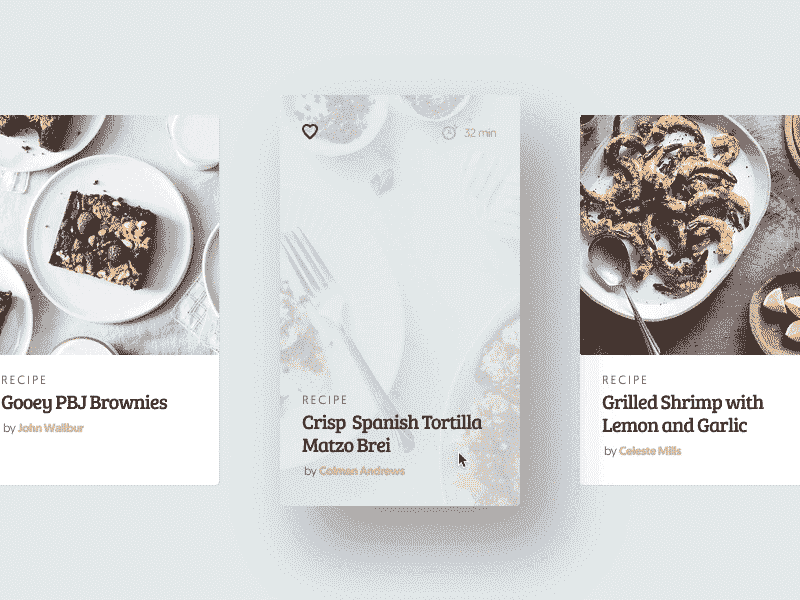 RECIPE
Gooey PBJ Brownies
by John Wallbur
32 min
RECIPE
Crisp Spanish Tortilla
Matzo Brei
by Colman Andrews
RECIPE
Grilled Shrimp with
Lemon and Garlic
by Celeste Mills